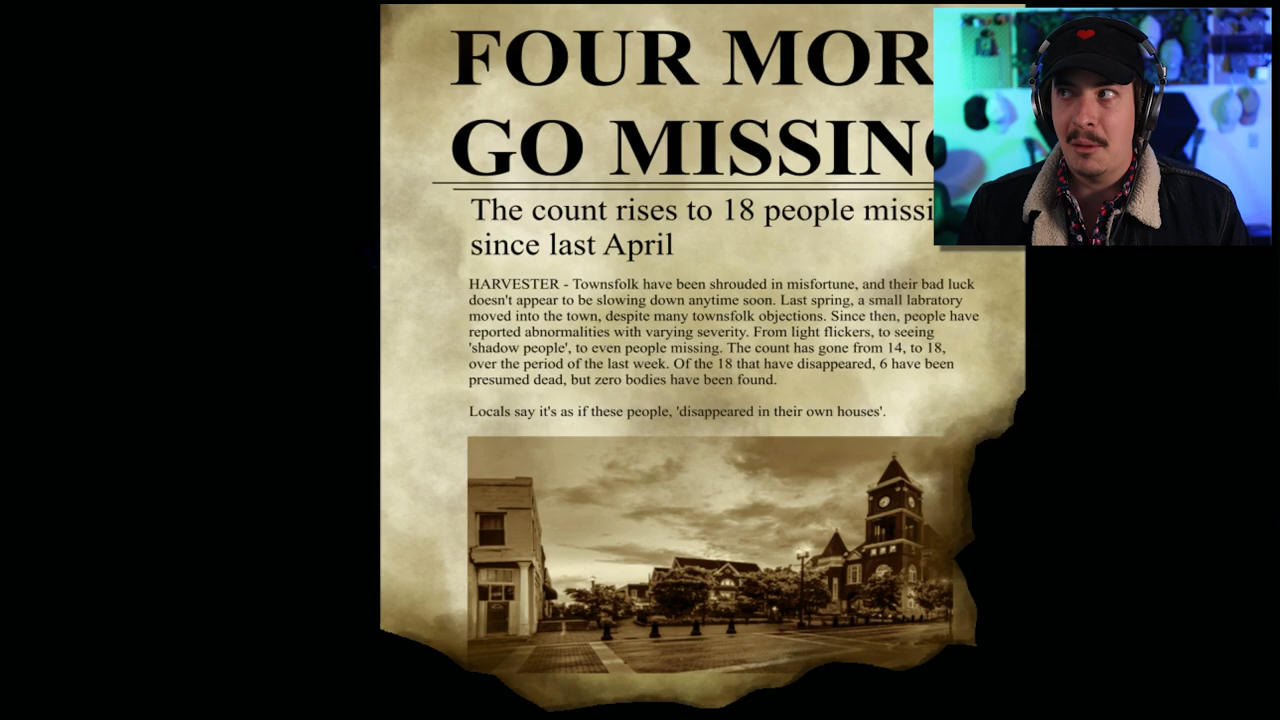 FOUR MOR
GO MISSING
The count rises to 18 people missi
since last April
HARVESTER - Townsfolk have been shrouded in misfortune, and their bad luck
doesn't appear to be slowing down anytime soon. Last spring, a small labratory
moved into the town, despite many townsfolk objections. Since then, people have
reported abnormalities with varying severity. From light flickers, to seeing
'shadow people', to even people missing. The count has gone from 14, to 18,
over the period of the last week. Of the 18 that have disappeared, 6 have been
presumed dead, but zero bodies have been found.
Locals say it's as if these people, 'disappeared in their own houses'.